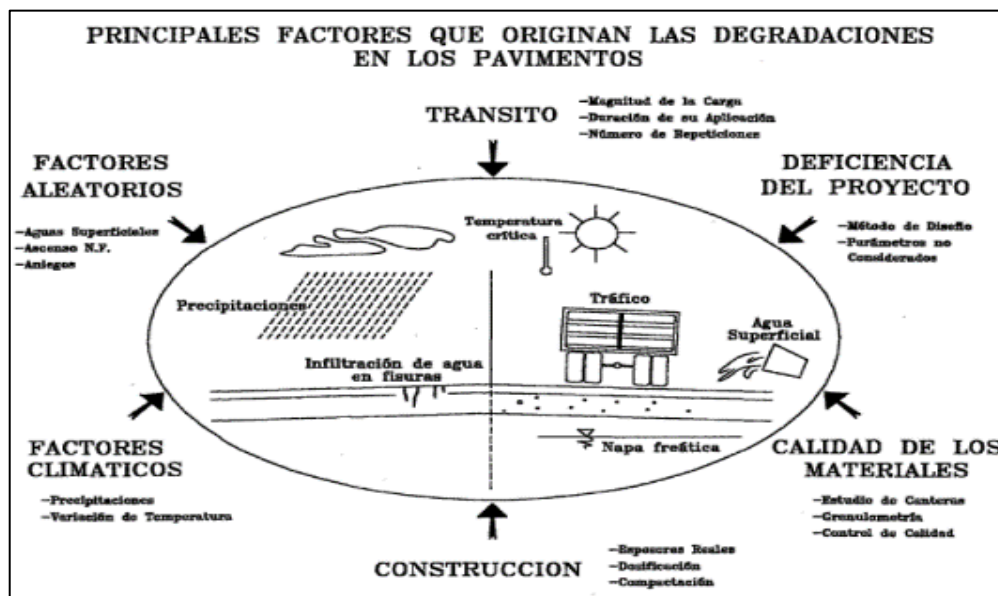 PRINCIPALES FACTORES QUE ORIGINAN LAS DEGRADACIONES
EN LOS PAVIMENTOS
TRANSITO
-Magnitud de la Carga
-Duración de su Aplicación
-Número de Repeticiones
FACTORES
ALEATORIOS
-Aguas Superficiales
-Ascenso N.F.
-Aniegos
DEFICIENCIA
DEL PROYECTO
-Método de Diseño
-Parámetros no
Considerados
Temperatura
crítica
Precipitaciones
Tráfico
Agua
Superficial
Infiltración de agua
en fisuras
Napa freática
FACTORES
CLIMATICOS
-Precipitaciones
-Variación de Temperatura
CALIDAD DE LOS
MATERIALES
-Estudio de Canteras
-Granulometría
-Control de Calidad
CONSTRUCCION
-Espesores Reales
-Dosificación
-Compactación